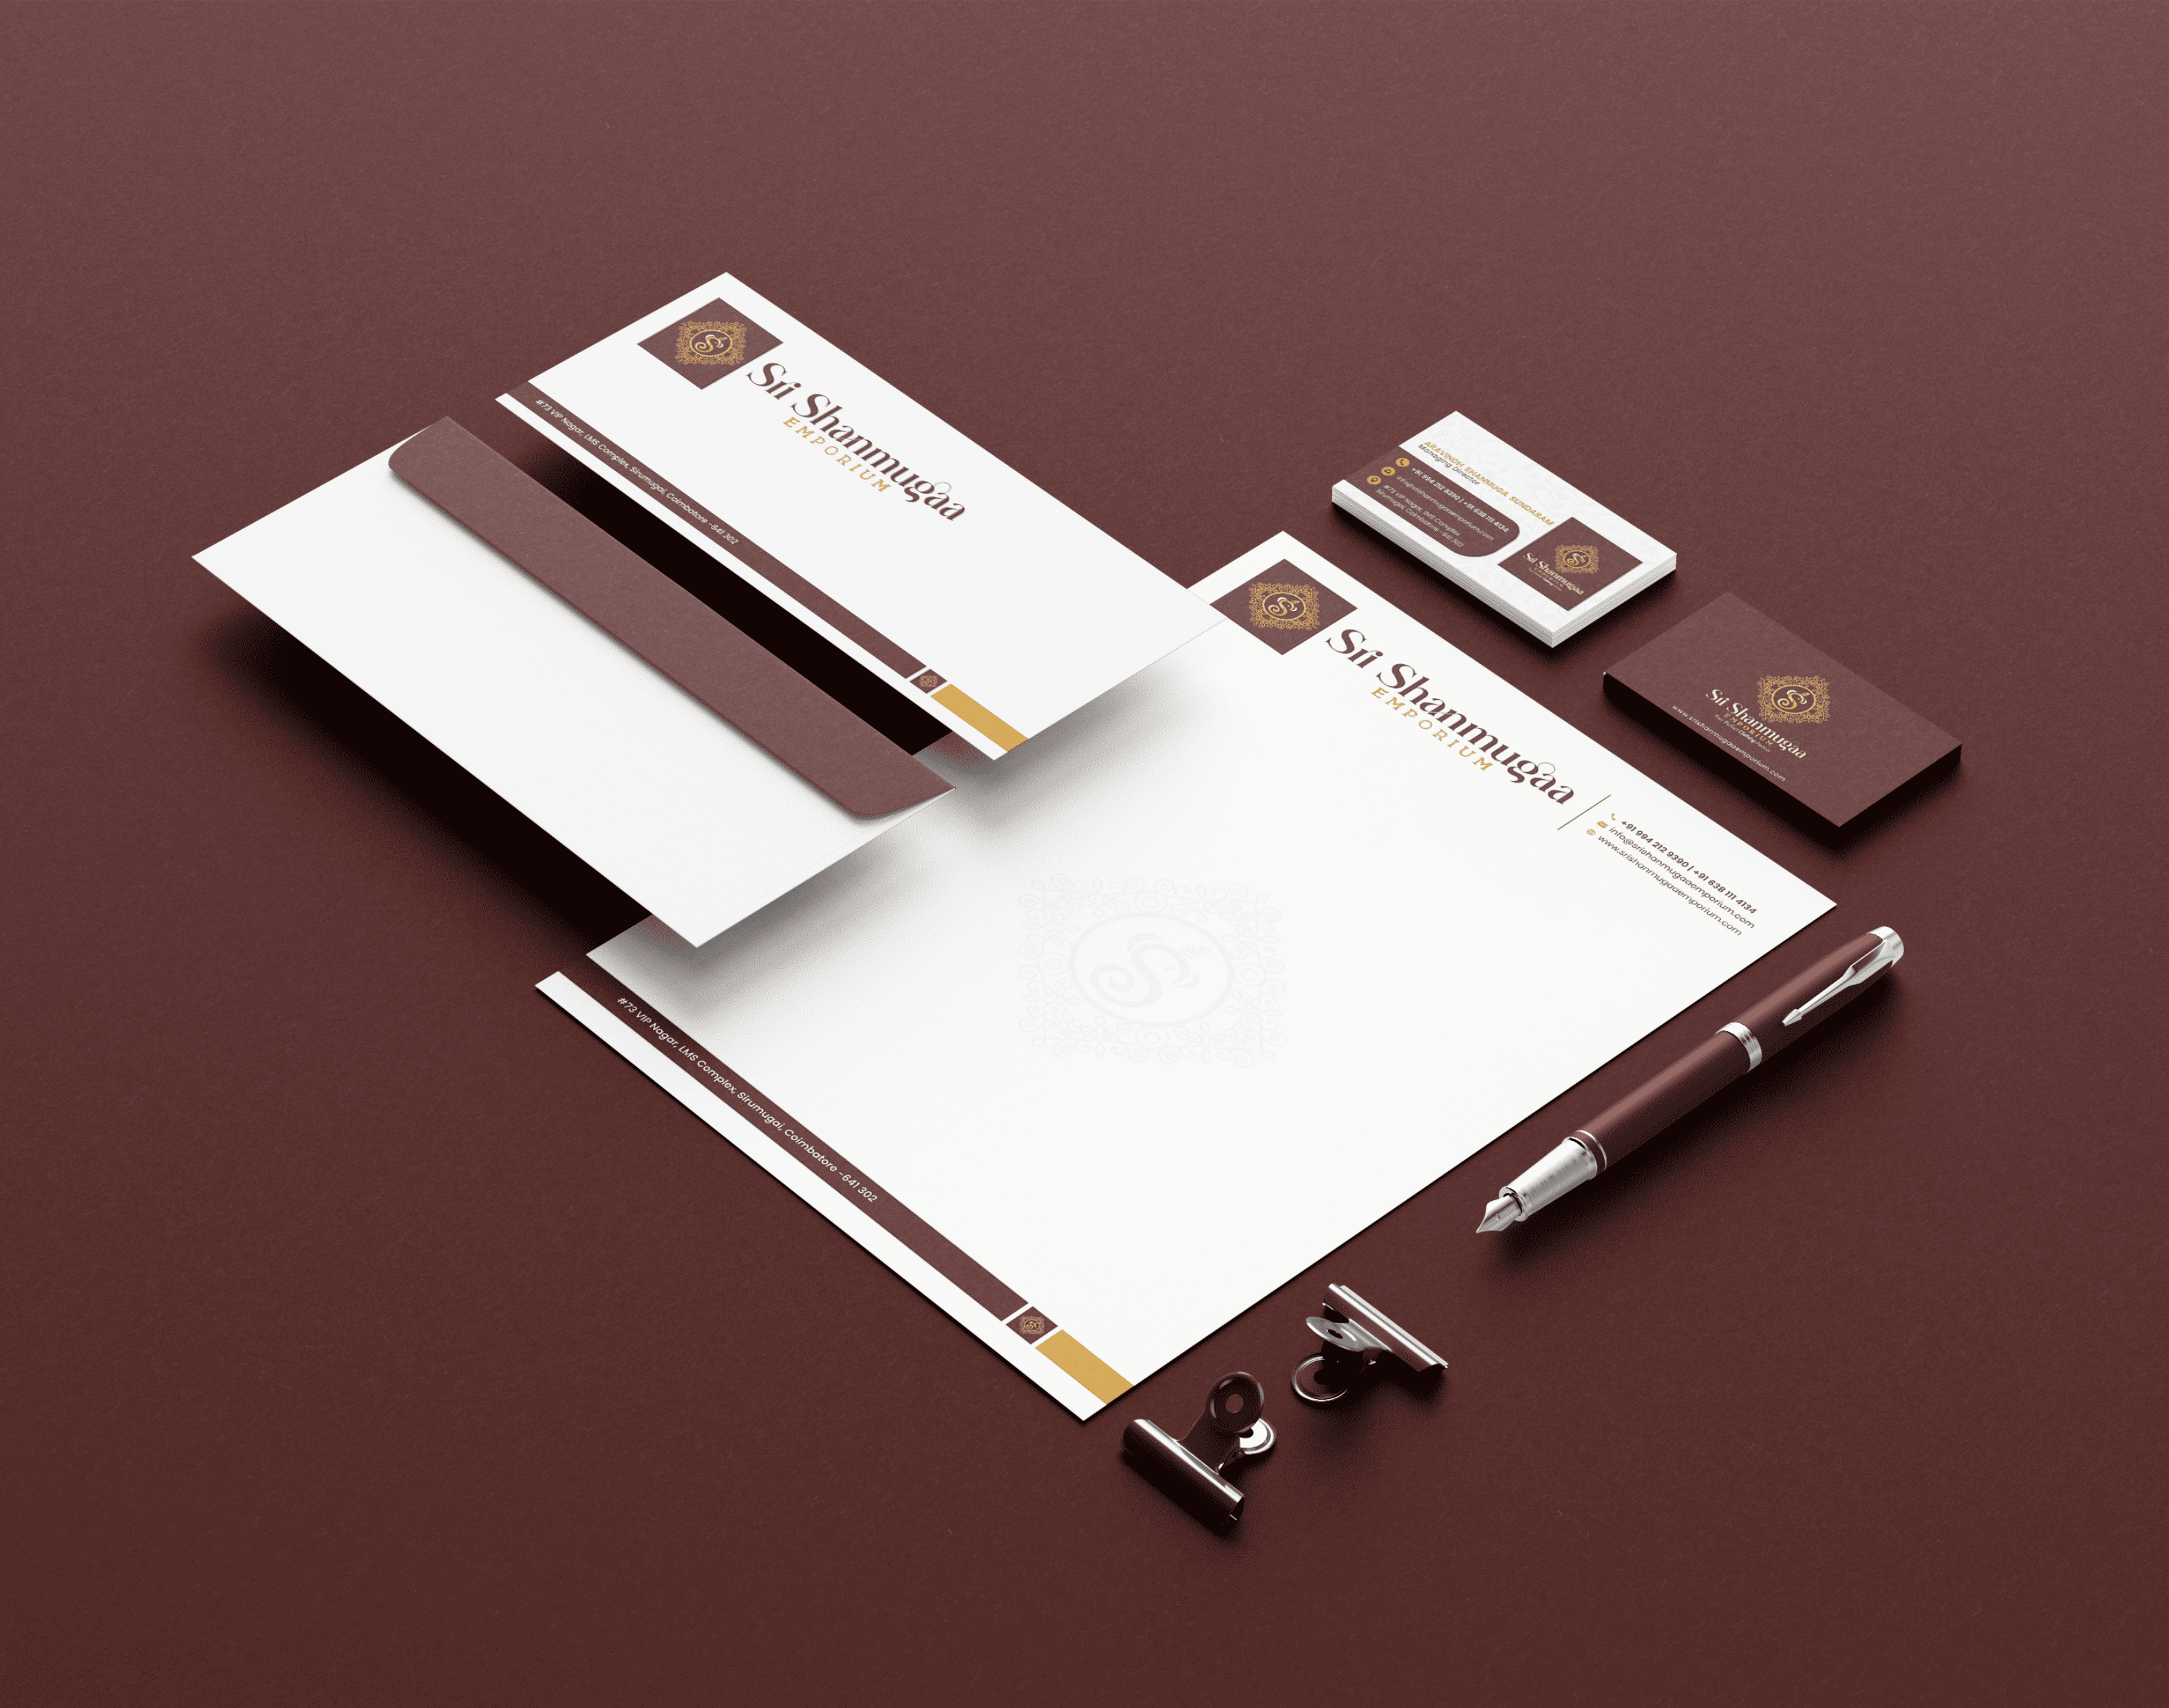 Sri Shanmugaa
EMPORIUM
#73 VIP Nagar, LMS Complex, Sirumugai, Coimbatore -641 302
ARAVINDH SHANMUGA SUNDARAM
Managing Director
+91 994 212 9390 | +91 638 111 4134
info@srishanmugaaemporium.com
#73 VIP Nagar, LMS Complex
Sirumugai, Coimbatore -641 302
Sri Shanmugaa
Sri Shanmugaa
EMPORIUM
www.srishanmugaaemporium.com
Sri Shanmugaa
EMPORIUM
+91 994 212 9390 | +91 638 111 4134
info@srishanmugaaemporium.com
www.srishanmugaaemporium.com
#73 VIP Nagar, LMS Complex, Sirumugai, Coimbatore -641 302